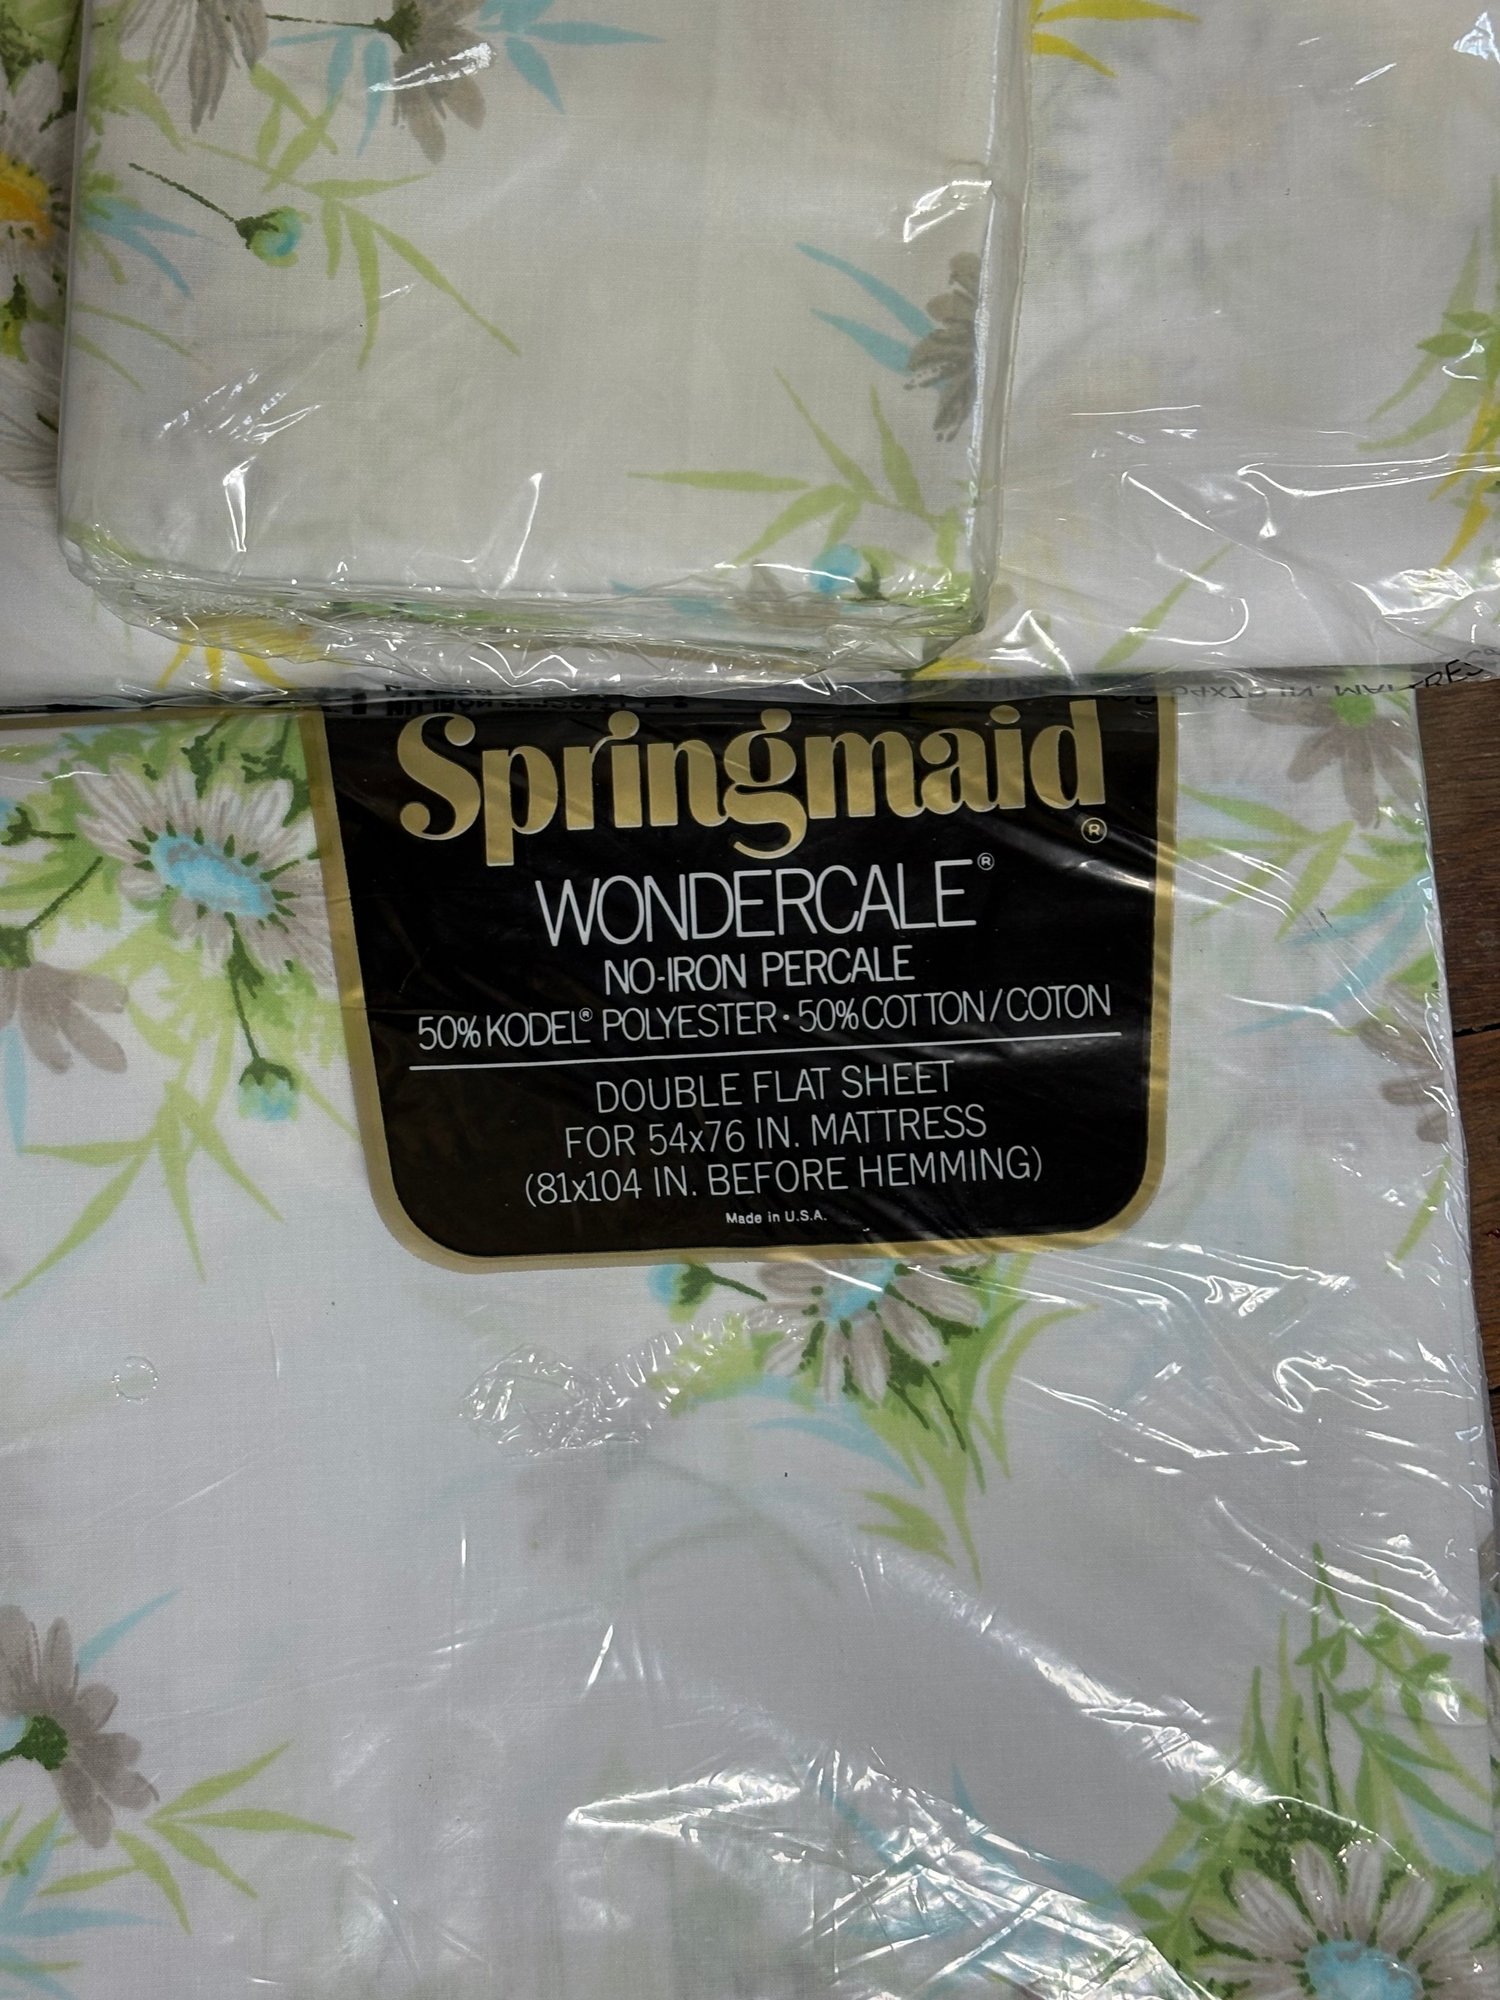 Springmaid®
WONDERCALE®
NO-IRON PERCALE
50% KODEL® POLYESTER • 50% COTTON/COTON
DOUBLE FLAT SHEET
FOR 54x76 IN. MATTRESS
(81x104 IN. BEFORE HEMMING)
Made in U.S.A.